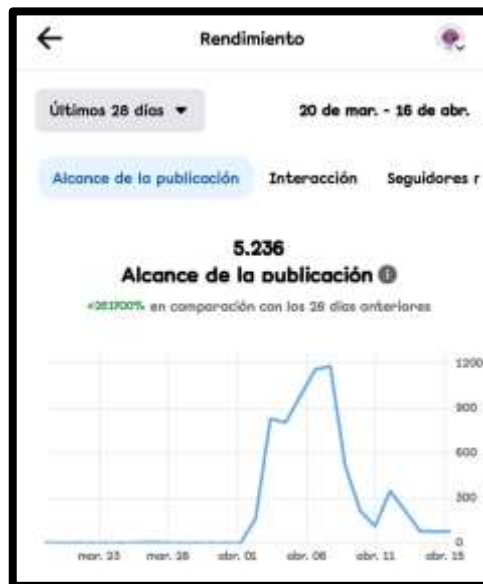 Rendimiento
Últimos 28 días
20 de mar. - 16 de abr.
Alcance de la publicación
Interacción
Seguidores r
5.236
Alcance de la publicación
en comparación con los 28 días anteriores
1200
900
600
300
0
mar. 23
mar. 28
abr. 01
abr. 06
abr. 11
abr. 15